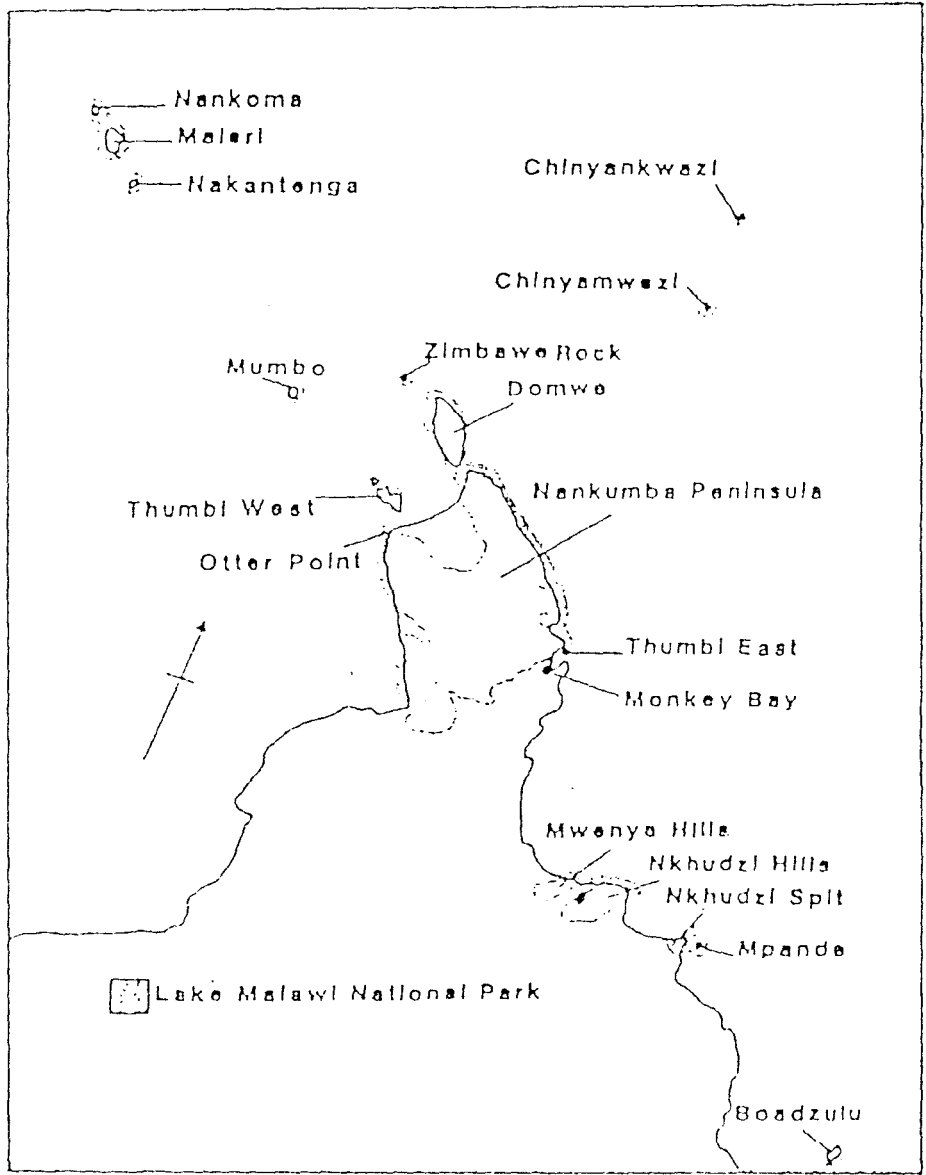 Nankoma
Maleri
Nakantenga
Chinyankwazi
Chinyamwezi
Zimbawe Rock
Mumbo
Domwe
Nankumba Peninsula
Thumbi West
Otter Point
Thumbi East
Monkey Bay
Mwenya Hills
Nkhudzi Hills
Nkhudzi Spit
Mpande
Lake Malawi National Park
Boadzulu